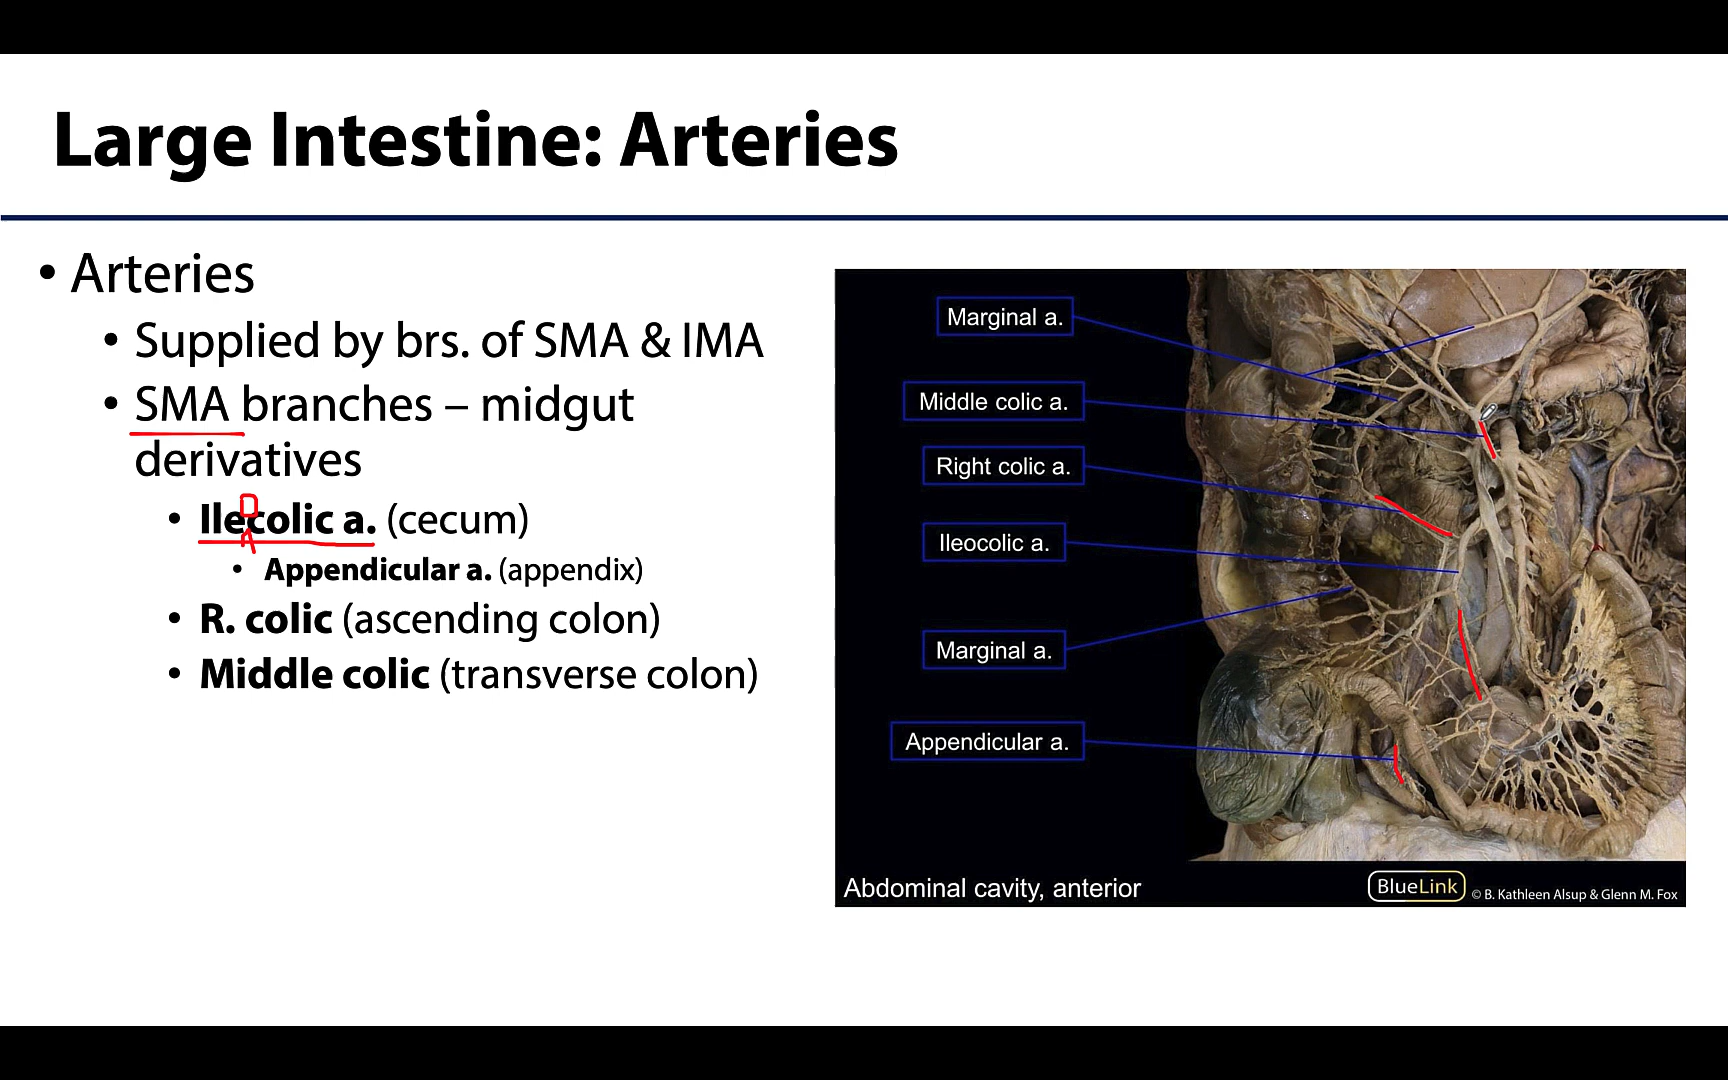 Large Intestine: Arteries
• Arteries
• Supplied by brs. of SMA & IMA
• SMA branches – midgut
derivatives
• Ilecolic a. (cecum)
• Appendicular a. (appendix)
• R. colic (ascending colon)
• Middle colic (transverse colon)
Marginal a.
Middle colic a.
Right colic a.
Ileocolic a.
Marginal a.
Appendicular a.
Abdominal cavity, anterior
BlueLink © B. Kathleen Alsup & Glenn M. Fox